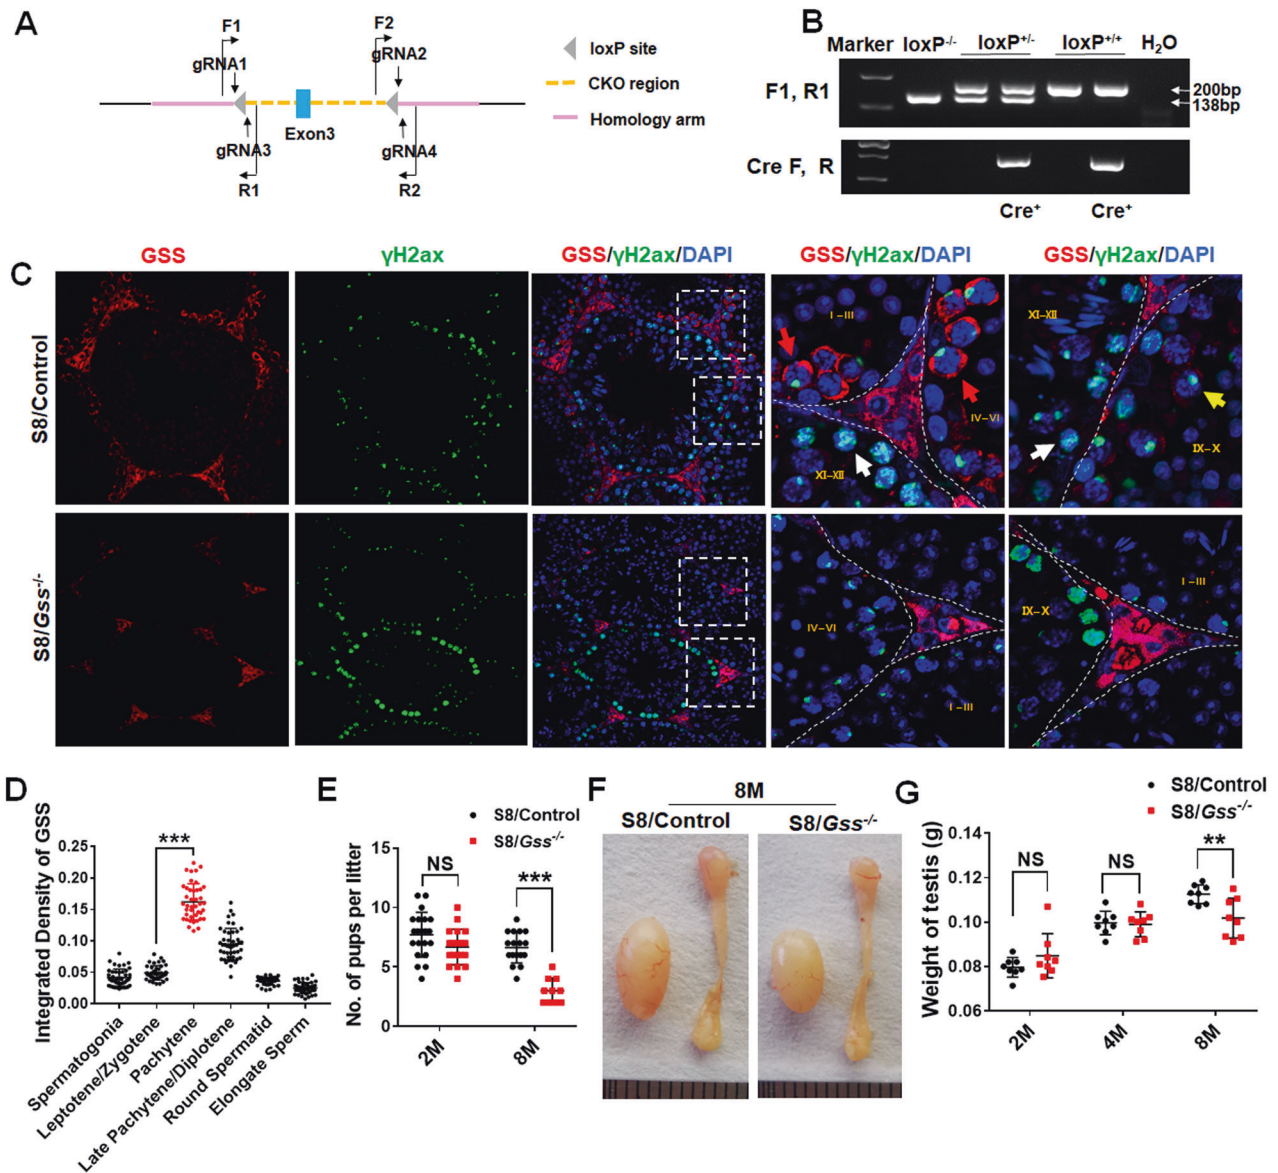 A
F1
F2
gRNA1
gRNA2
Exon3
gRNA3
gRNA4
R1
R2
loxP site
CKO region
Homology arm
B
Marker loxP-/- loxP+/- loxP+/+ H2O
F1, R1
200bp
138bp
Cre F, R
Cre+ Cre+
C
GSS γH2ax GSS/γH2ax/DAPI GSS/γH2ax/DAPI GSS/γH2ax/DAPI
S8/Control
I-III
IV-VI
XI-XII
XI-XII
IX-X
S8/Gss-/-
IV-VI
I-III
IX-X
I-III
D
Integrated Density of GSS
0.25
0.20
0.15
0.10
0.05
0.00
***
Spermatogonia
Leptotene/Zygotene
Pachytene
Late Pachytene/Diplotene
Round Spermatid
Elongate Sperm
E
S8/Control
S8/Gss-/-
No. of pups per litter
15
10
5
0
NS
***
2M 8M
F
8M
S8/Control S8/Gss-/-
G
S8/Control
S8/Gss-/-
Weight of testis (g)
0.14
0.12
0.10
0.08
0.06
NS
NS
**
2M 4M 8M